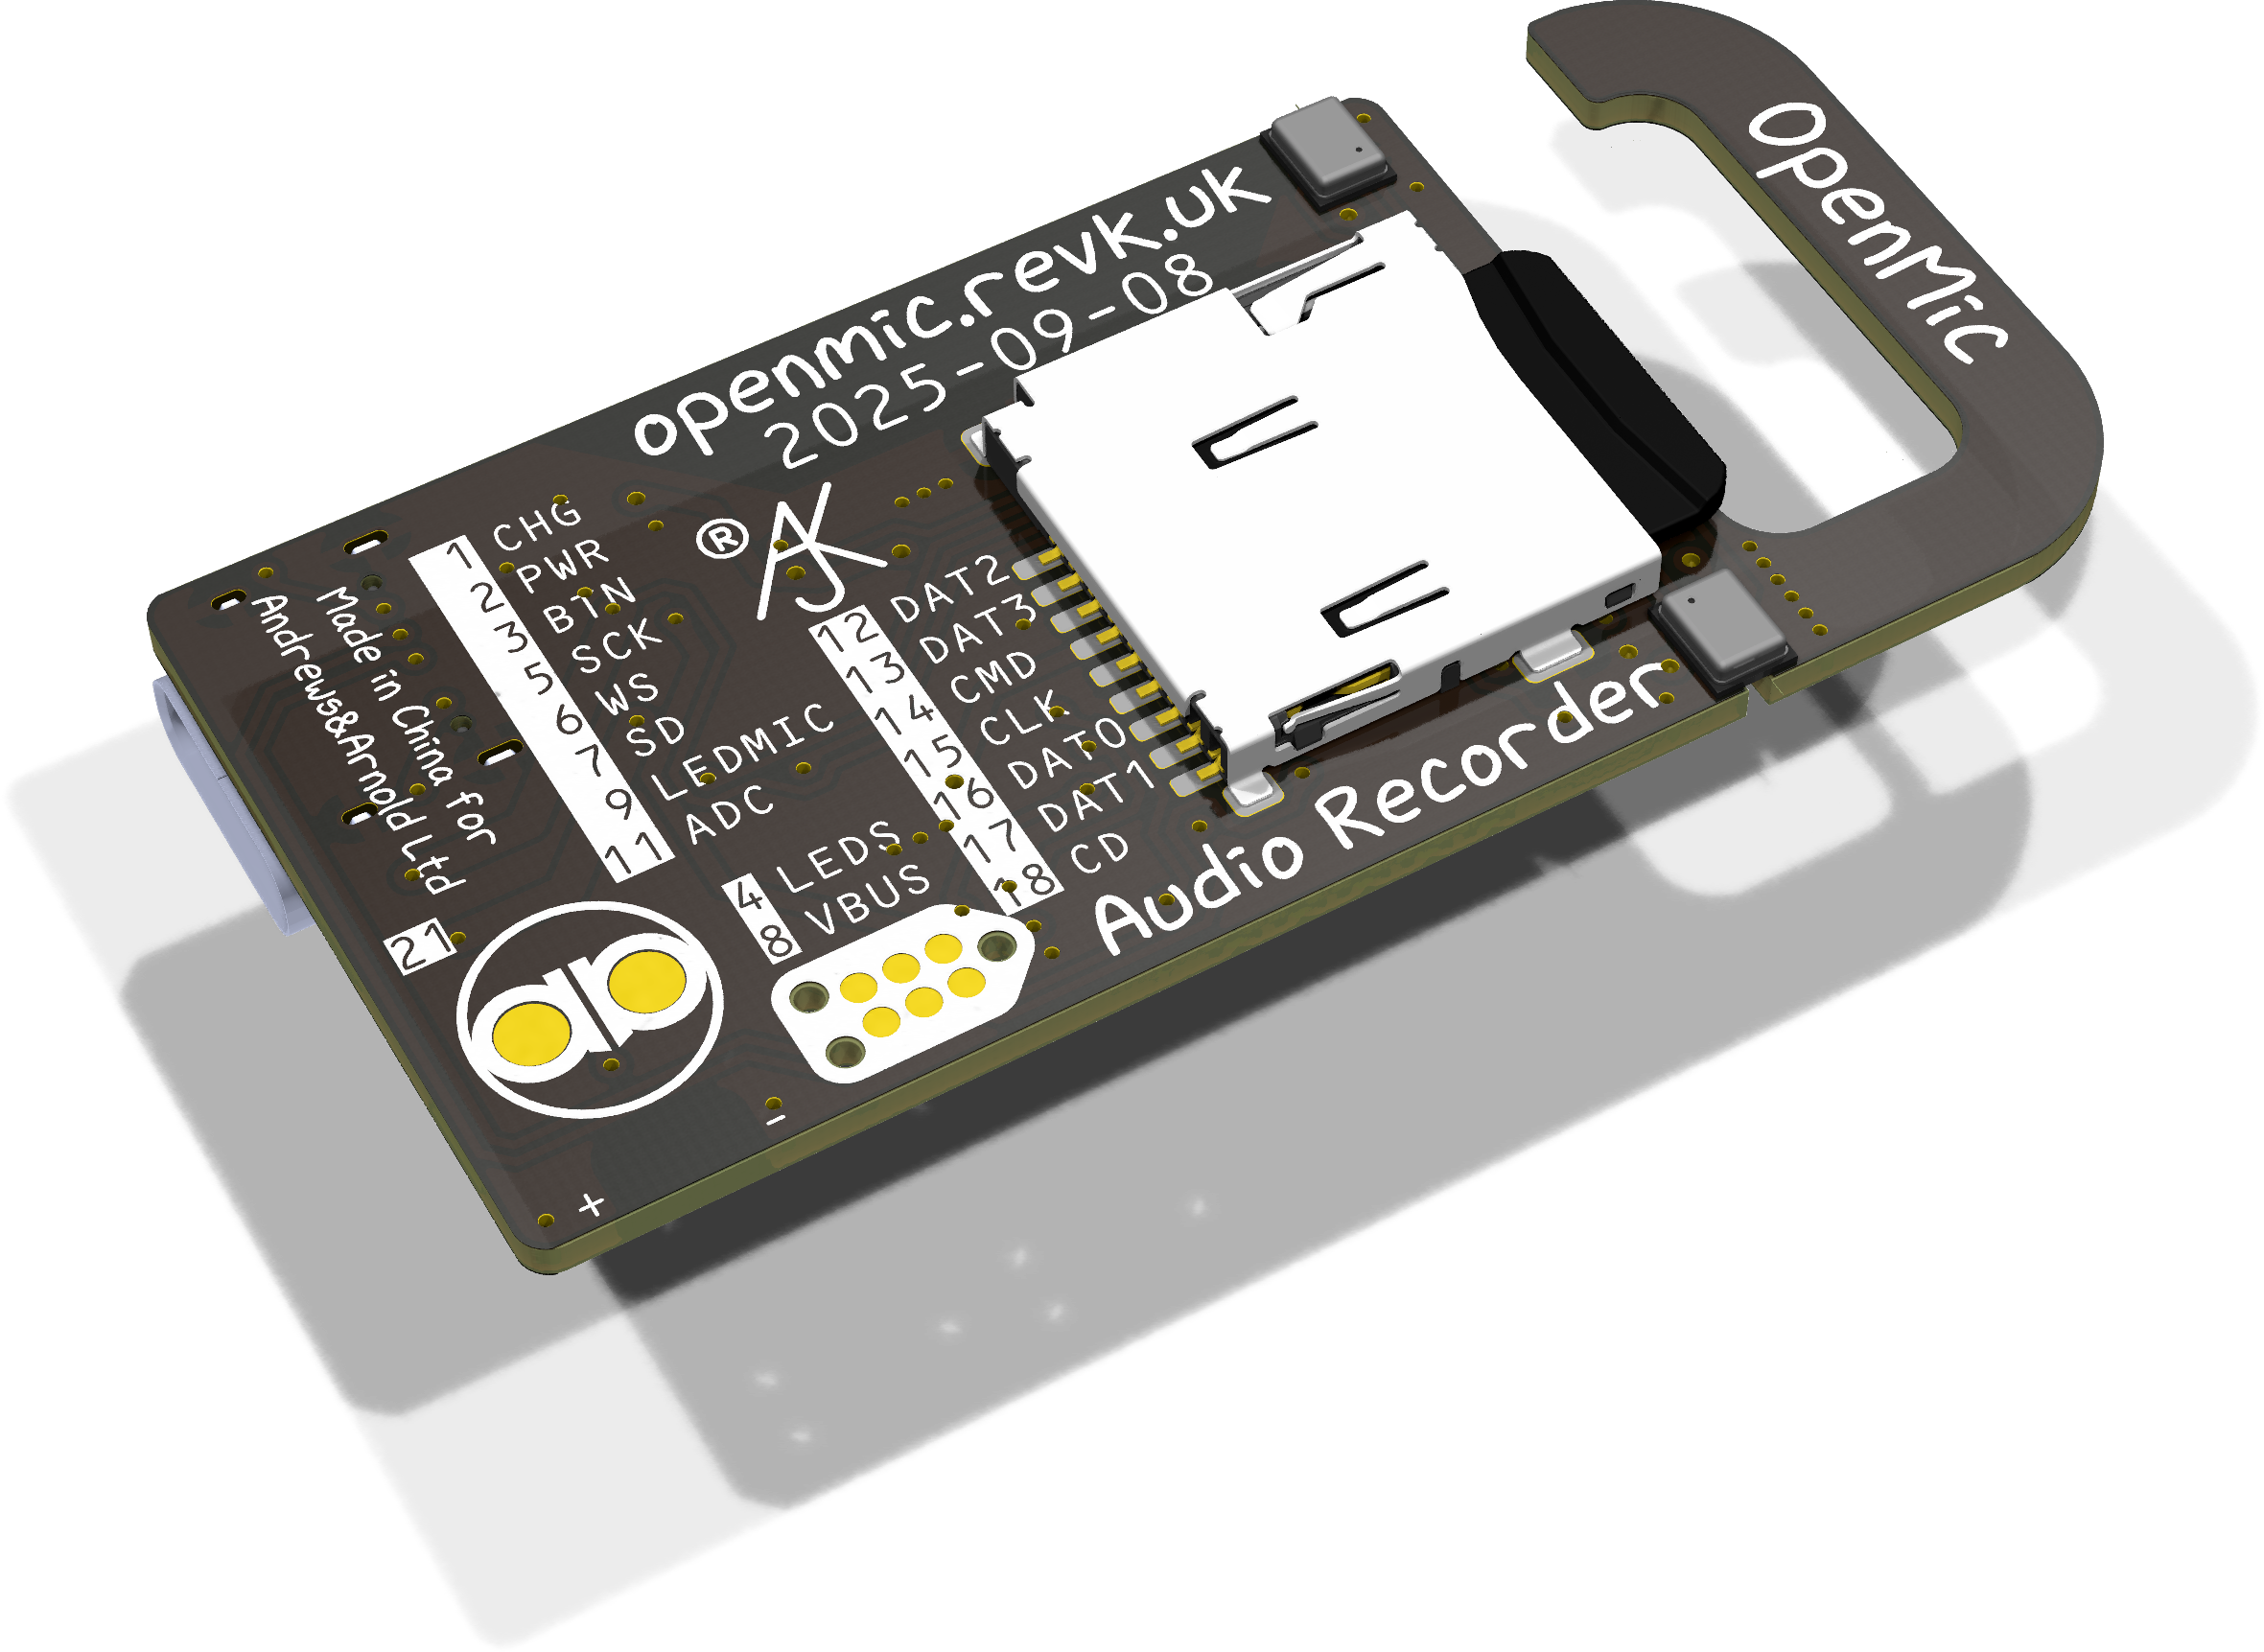 OpenMic
openmic.revk.uk
2025-09-08
® AJK
1 CHG
2 PWR
3 BTN
5 SCK
6 WS
7 SD
9 LEDMIC
11 ADC
4 LEDS
8 VBUS
12 DAT2
13 DAT3
14 CMD
15 CLK
16 DAT0
17 DAT1
18 CD
Made in China for
Andrews&Arnold Ltd
21
Audio Recorder
-
+